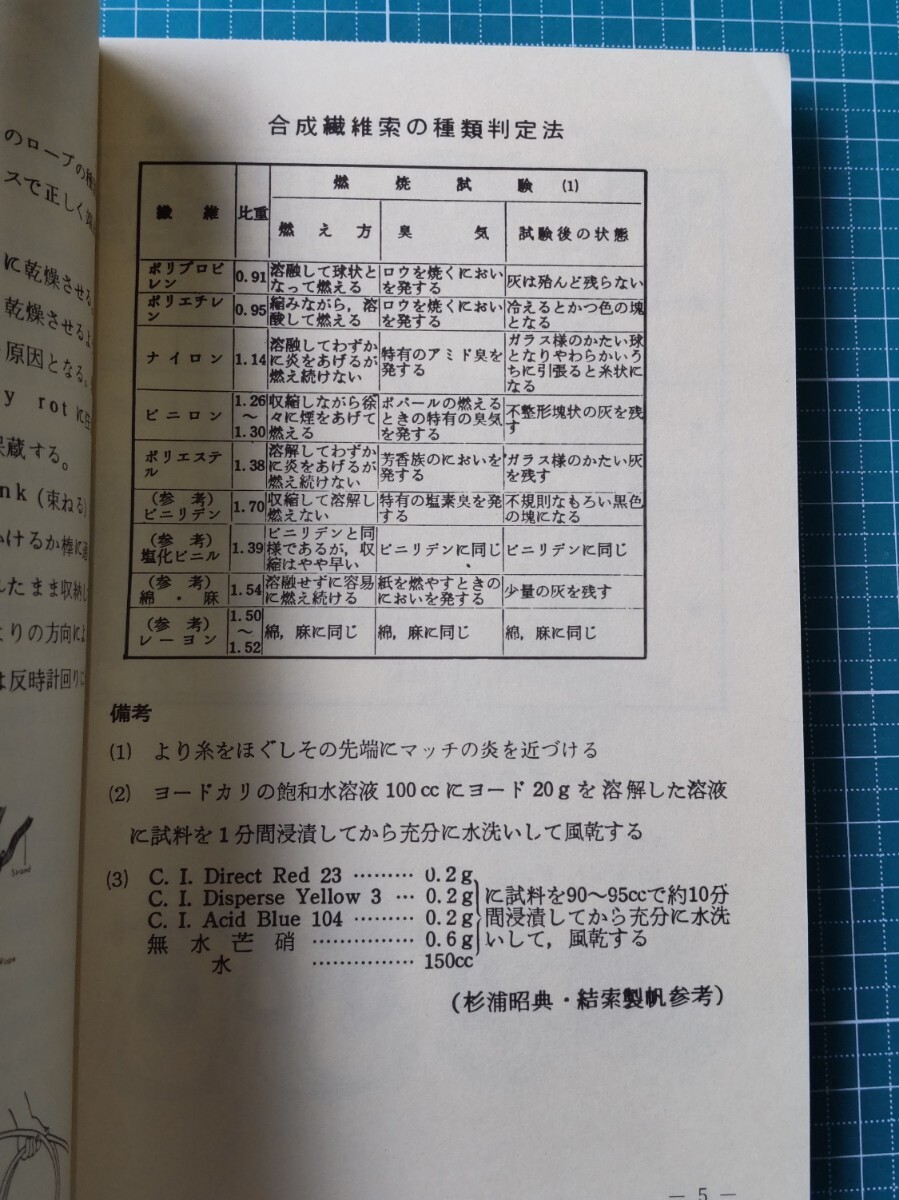 のロープの種
スで正しく
に乾燥させる。
乾燥させるよ
原因となる。
y rotに
蔵する。
nk(束ねる)
かけるか棒に
たまま収納し
よりの方向によ
は反時計回りに
Strand
合成繊維索の種類判定法
繊維 比重 燃焼試験 (1)
燃え方 臭気 試験後の状態
ポリプロピレン 0.91 溶融して球状となって燃える ロウを焼くにおいを発する 灰は殆んど残らない
ポリエチレン 0.95 縮みながら,溶酸して燃える ロウを焼くにおいを発する 冷えるとかつ色の塊となる
ナイロン 1.14 溶融してわずかに炎をあげるが燃え続けない 特有のアミド臭を発する ガラス様のかたい球となりやわらかいうちに引張ると糸状になる
ビニロン 1.26～1.30 収縮しながら徐々に煙をあげて燃える ポバールの燃えるときの特有の臭気を発する 不整形塊状の灰を残す
ポリエステル 1.38 溶解してわずかに炎をあげるが燃え続けない 芳香族のにおいを発する ガラス様のかたい灰を残す
(参考)ビニリデン 1.70 収縮して溶解し燃えない 特有の塩素臭を発する 不規則なもろい黒色の塊になる
(参考)塩化ビニル 1.39 ビニリデンと同様であるが,収縮はやや早い ビニリデンに同じ ビニリデンに同じ
(参考)綿・麻 1.54 溶融せずに容易に燃え続ける 紙を燃やすときのにおいを発する 少量の灰を残す
(参考)レーヨン 1.50～1.52 綿,麻に同じ 綿,麻に同じ 綿,麻に同じ
備考
(1) より糸をほぐしその先端にマッチの炎を近づける
(2) ヨードカリの飽和水溶液100ccにヨード20gを溶解した溶液
に試料を1分間浸漬してから充分に水洗いして風乾する
(3) C. I. Direct Red 23 ……… 0.2g
C. I. Disperse Yellow 3 … 0.2g
C. I. Acid Blue 104 ……… 0.2g
無水芒硝 …………… 0.6g
水 …………… 150cc
に試料を90～95ccで約10分
間浸漬してから充分に水洗
いして,風乾する
(杉浦昭典・結索製帆参考)
— 5 —